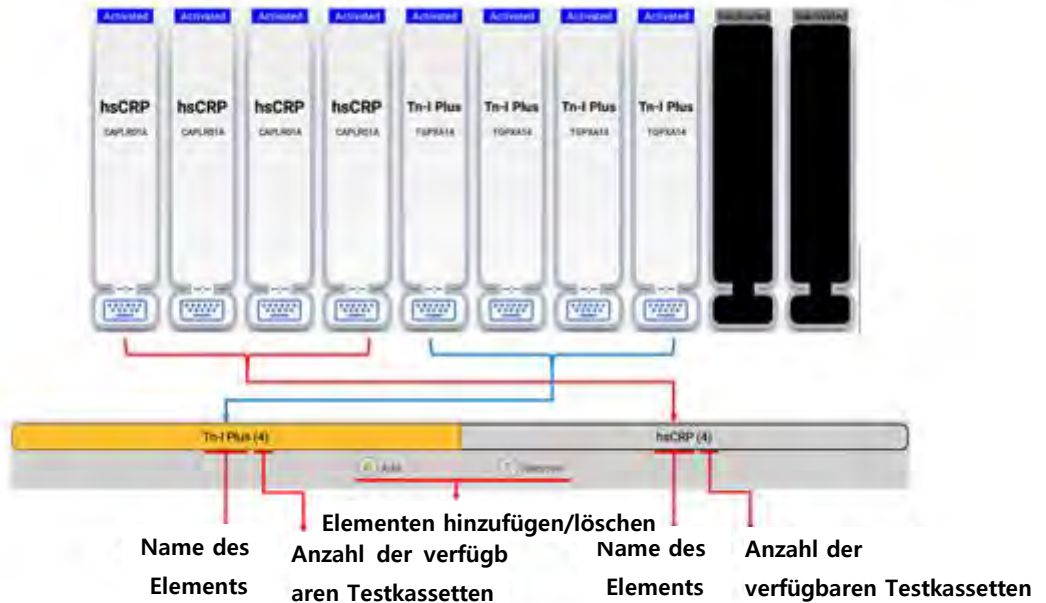 Activated Activated Activated Activated Activated Activated Activated Activated Inactivated Inactivated
hsCRP hsCRP hsCRP hsCRP Tn-I Plus Tn-I Plus Tn-I Plus Tn-I Plus
Tn-I Plus (4) hsCRP (4)
Add
Elementen hinzufügen/löschen
Name des Anzahl der verfügb Name des Anzahl der
Elements aren Testkassetten Elements verfügbaren Testkassetten